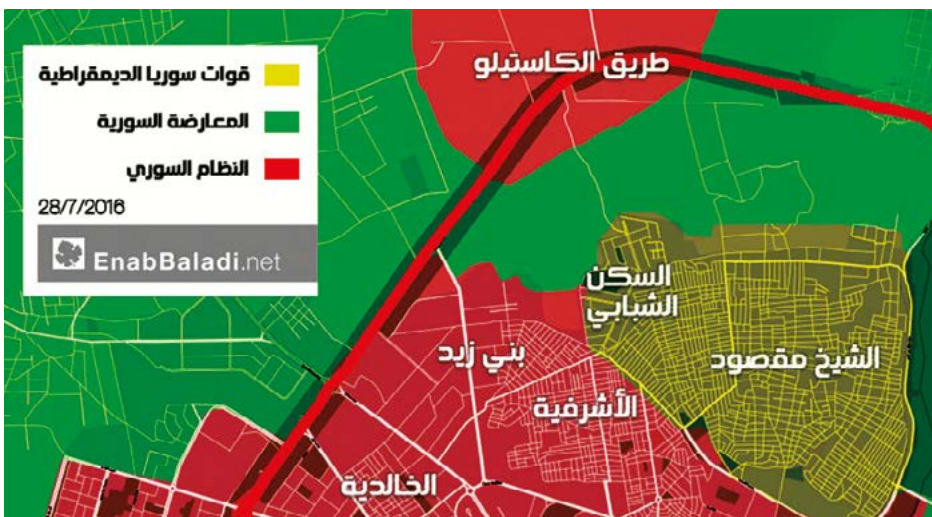 طريق الكاستيلو
قوات سوريا الديمقراطية
المعارضة السورية
النظام السوري
28/7/2016
EnabBaladi.net
السكن
الشبابي
بني زيد
الشيخ مقصود
الأشرفية
الخالدية